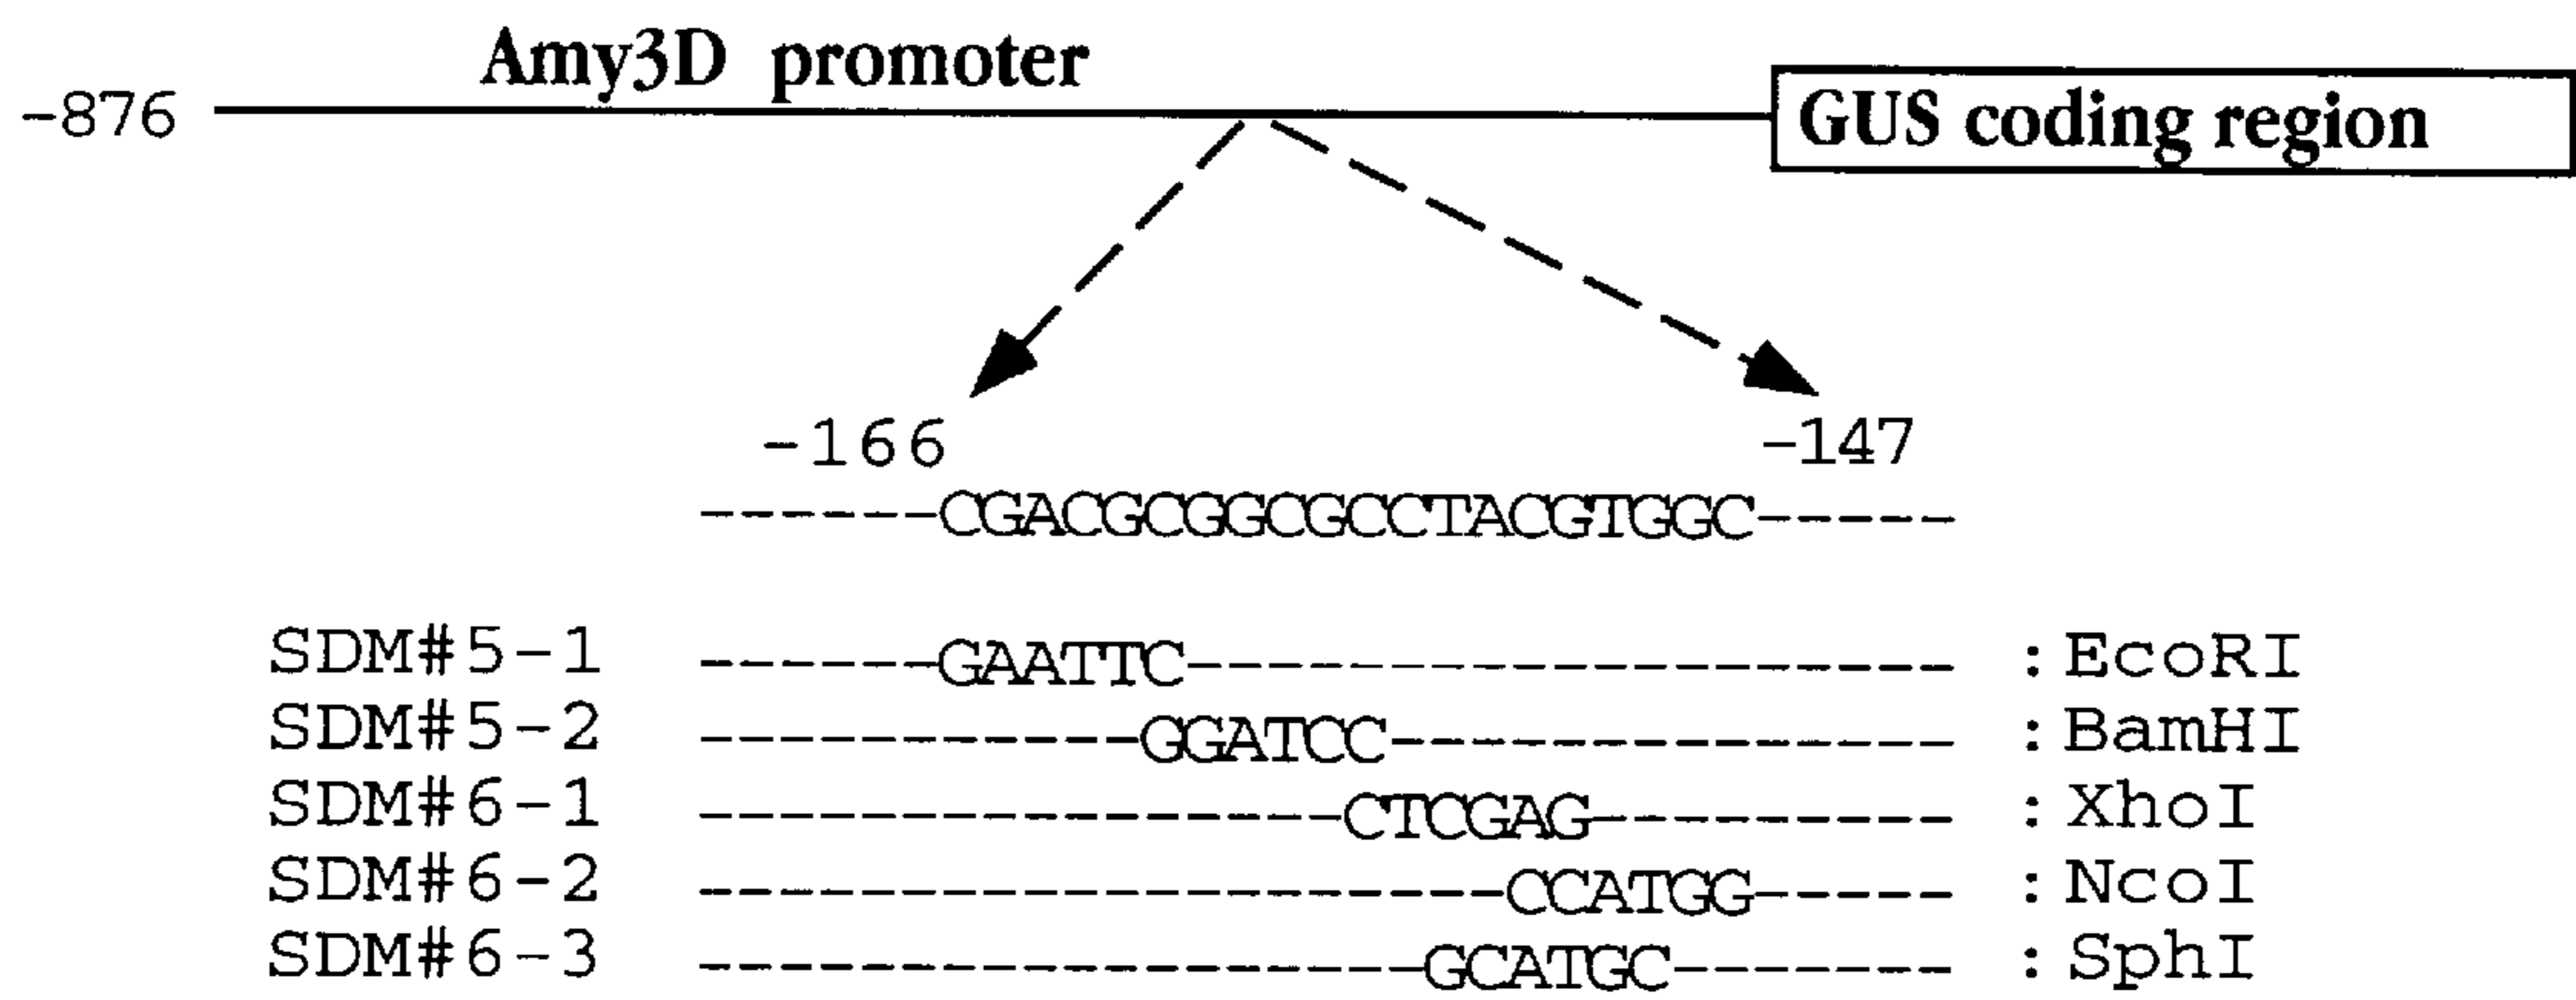 Amy3D promoter
-876
GUS coding region
-166
-147
------CGACGCGGCGCCTACGTGGC-----
SDM#5-1 ------GAATTC------------------- :EcoRI
SDM#5-2 -----------GGATCC-------------- :BamHI
SDM#6-1 ----------------CTCGAG--------- :XhoI
SDM#6-2 --------------------CCATGG----- :NcoI
SDM#6-3 ------------------GCATGC------- :SphI